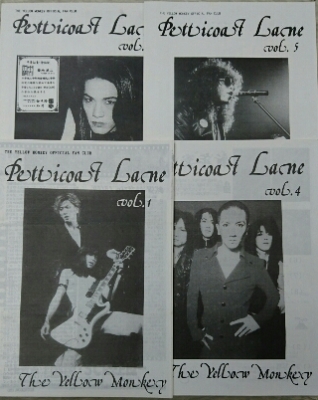 THE YELLOW MONKEY OFFICIAL FAN CLUB
Petticoat Lane
vol.
Petticoat Lane
vol. 5
THE YELLOW MONKEY OFFICIAL FAN CLUB
Petticoat Lane
vol. 1
The Yellow Monkey
Petticoat Lane
vol. 4
The Yellow Monkey